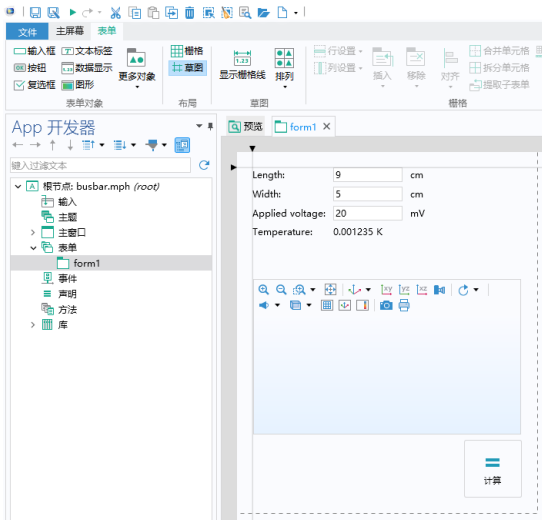 文件 主屏幕 表单
输入框 文本标签 栅格 行设置 合并单元格
按钮 数据显示 更多对象 草图 显示栅格线 排列 列设置 插入 移除 对齐 拆分单元格
复选框 图形 提取子表单
表单对象 布局 草图 栅格
App 开发器
键入过滤文本
根节点: busbar.mph (root)
输入
主题
主窗口
表单
form1
事件
声明
方法
库
预览 form1
Length: 9 cm
Width: 5 cm
Applied voltage: 20 mV
Temperature: 0.001235 K
xy yz xz
计算